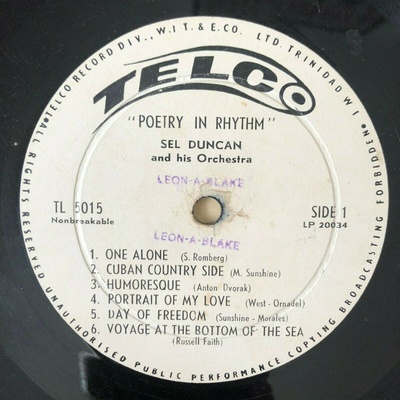 TELCO RECORD DIV., W.I.T. & E. CO. LTD. TRINIDAD W I
TELCO
"POETRY IN RHYTHM"
SEL DUNCAN
and his Orchestra
LEON-A-BLAKE
TL 5015
Nonbreakable
SIDE 1
LP 20034
LEON-A-BLAKE
1. ONE ALONE (S. Romberg)
2. CUBAN COUNTRY SIDE (M. Sunshine)
3. HUMORESQUE (Anton Dvorak)
4. PORTRAIT OF MY LOVE (West - Ornadel)
5. DAY OF FREEDOM (Sunshine - Morales)
6. VOYAGE AT THE BOTTOM OF THE SEA
(Russell Faith)
ALL RIGHTS RESERVED UNAUTHORISED PUBLIC PERFORMANCE COPYING BROADCASTING FORBIDDEN